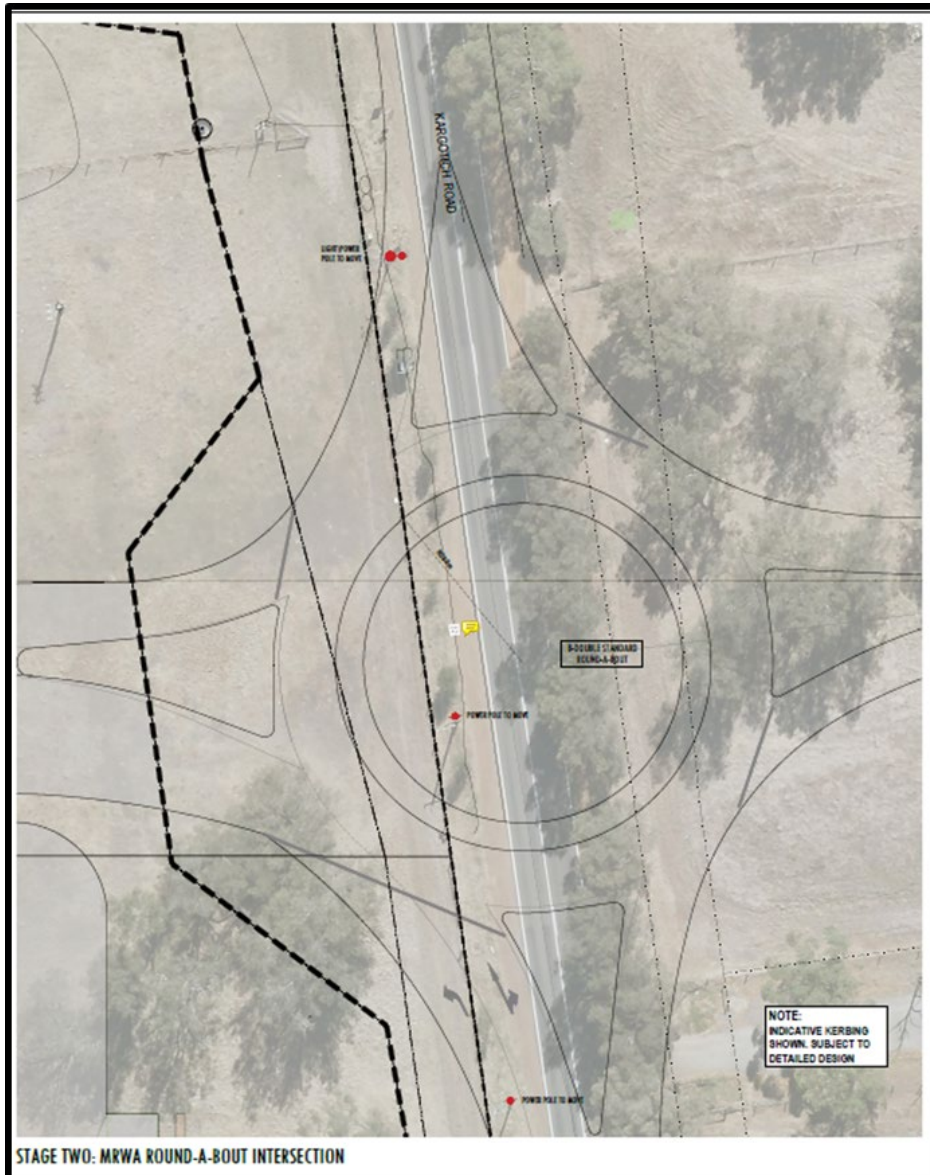 KARGOTICH ROAD
LIGHT/POWER
POLE TO MOVE
B-DOUBLE STANDARD
ROUND-A-BOUT
POWER POLE TO MOVE
NOTE:
INDICATIVE KERBING
SHOWN. SUBJECT TO
DETAILED DESIGN
POWER POLE TO MOVE
STAGE TWO: MRWA ROUND-A-BOUT INTERSECTION